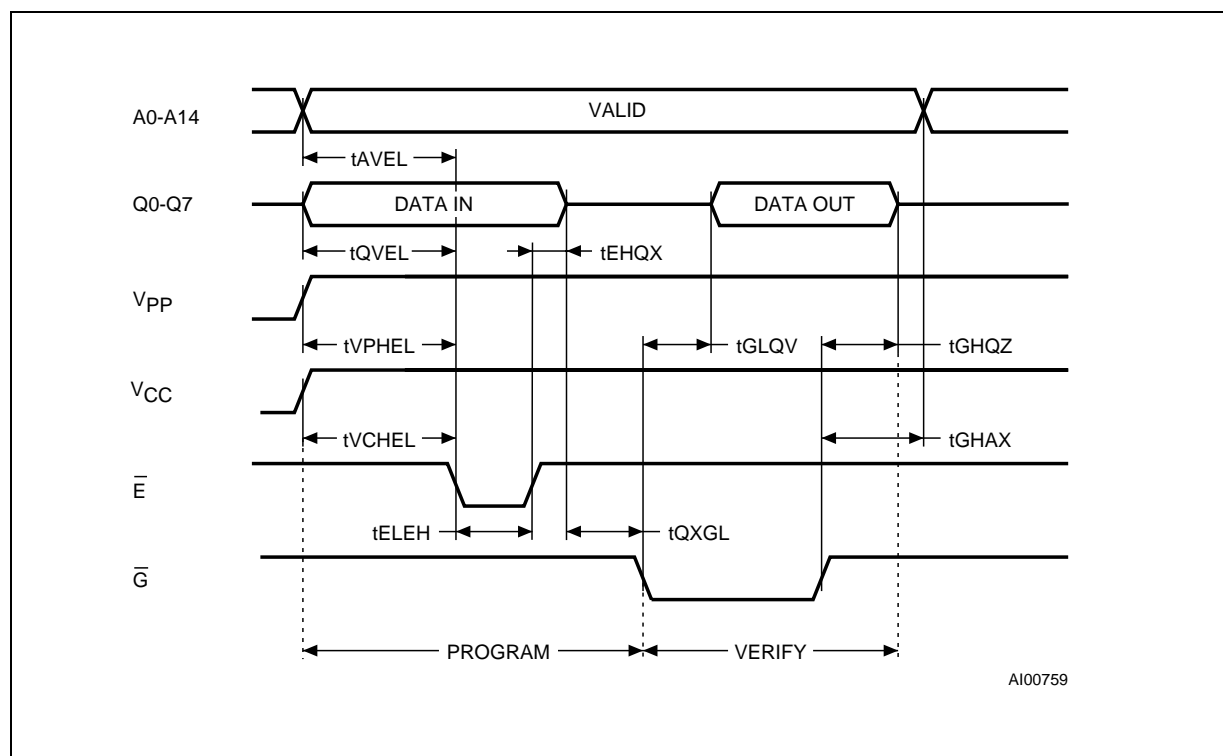 A0-A14
VALID
tAVEL
Q0-Q7
DATA IN
DATA OUT
tQVEL
tEHQX
VPP
tVPHEL
tGLQV
tGHQZ
VCC
tVCHEL
tGHAX
E̅
tELEH
tQXGL
G̅
PROGRAM
VERIFY
AI00759